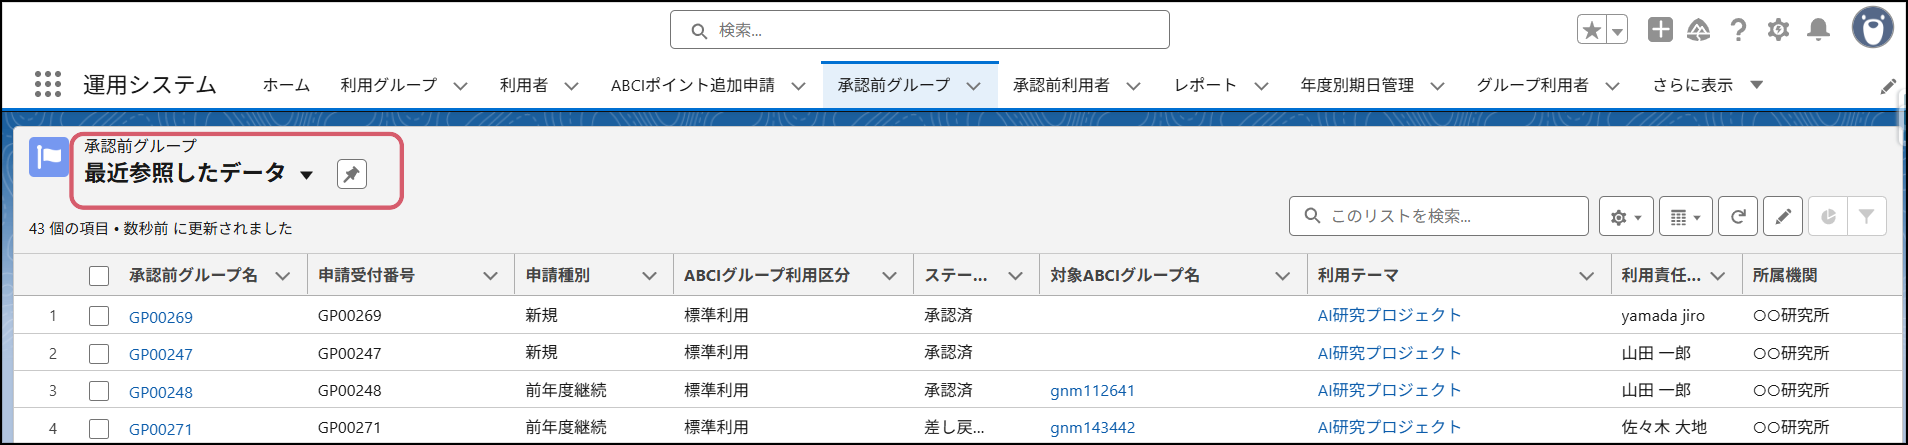 検索...
運用システム ホーム 利用グループ 利用者 ABCIポイント追加申請 承認前グループ 承認前利用者 レポート 年度別期日管理 グループ利用者 さらに表示
承認前グループ
最近参照したデータ
43 個の項目 • 数秒前 に更新されました
このリストを検索...
承認前グループ名 申請受付番号 申請種別 ABCIグループ利用区分 ステー... 対象ABCIグループ名 利用テーマ 利用責任... 所属機関
1 GP00269 GP00269 新規 標準利用 承認済 AI研究プロジェクト yamada jiro 〇〇研究所
2 GP00247 GP00247 新規 標準利用 承認済 AI研究プロジェクト 山田 一郎 〇〇研究所
3 GP00248 GP00248 前年度継続 標準利用 承認済 gnm112641 AI研究プロジェクト 山田 一郎 〇〇研究所
4 GP00271 GP00271 前年度継続 標準利用 差し戻... gnm143442 AI研究プロジェクト 佐々木 大地 〇〇研究所